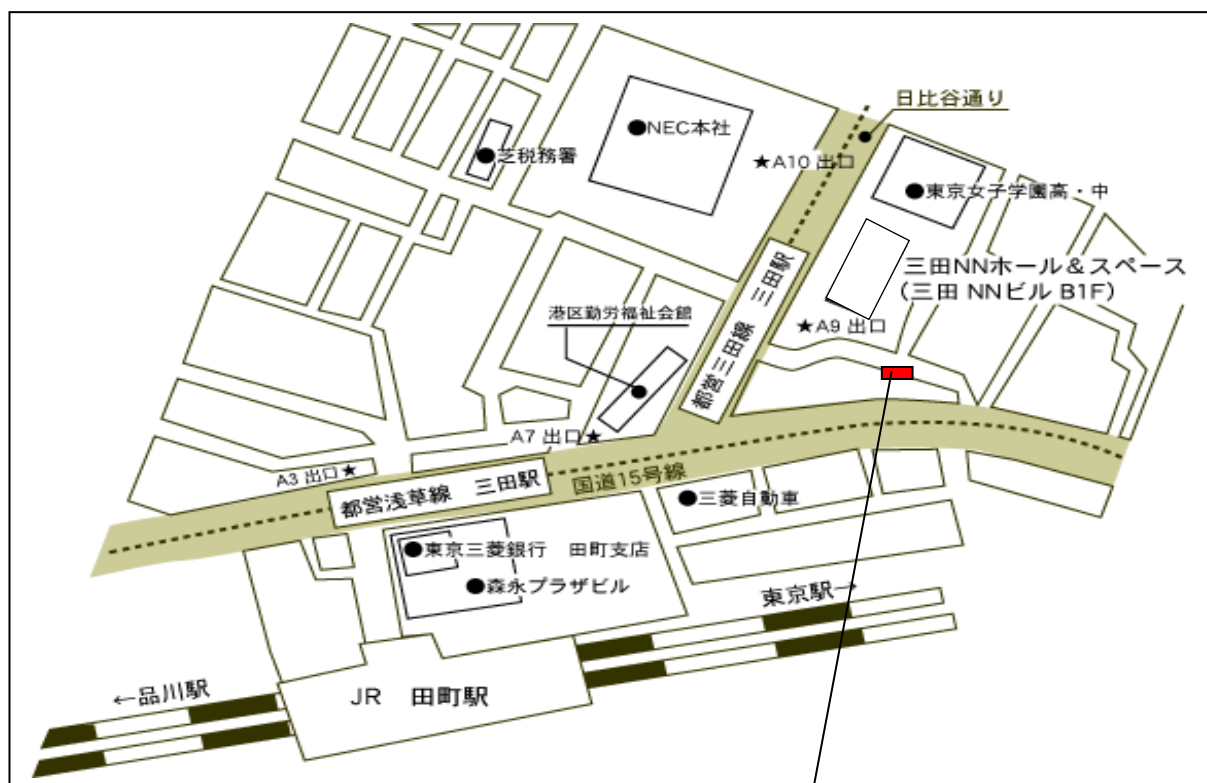 日比谷通り
●NEC本社
●芝税務署
★A10 出口
●東京女子学園高・中
三田NNホール＆スペース
（三田 NNビル B1F）
港区勤労福祉会館
都営三田線　三田駅
★A9 出口
A7 出口★
A3 出口★
都営浅草線　三田駅
国道15号線
●三菱自動車
●東京三菱銀行　田町支店
●森永プラザビル
東京駅→
←品川駅
JR　田町駅